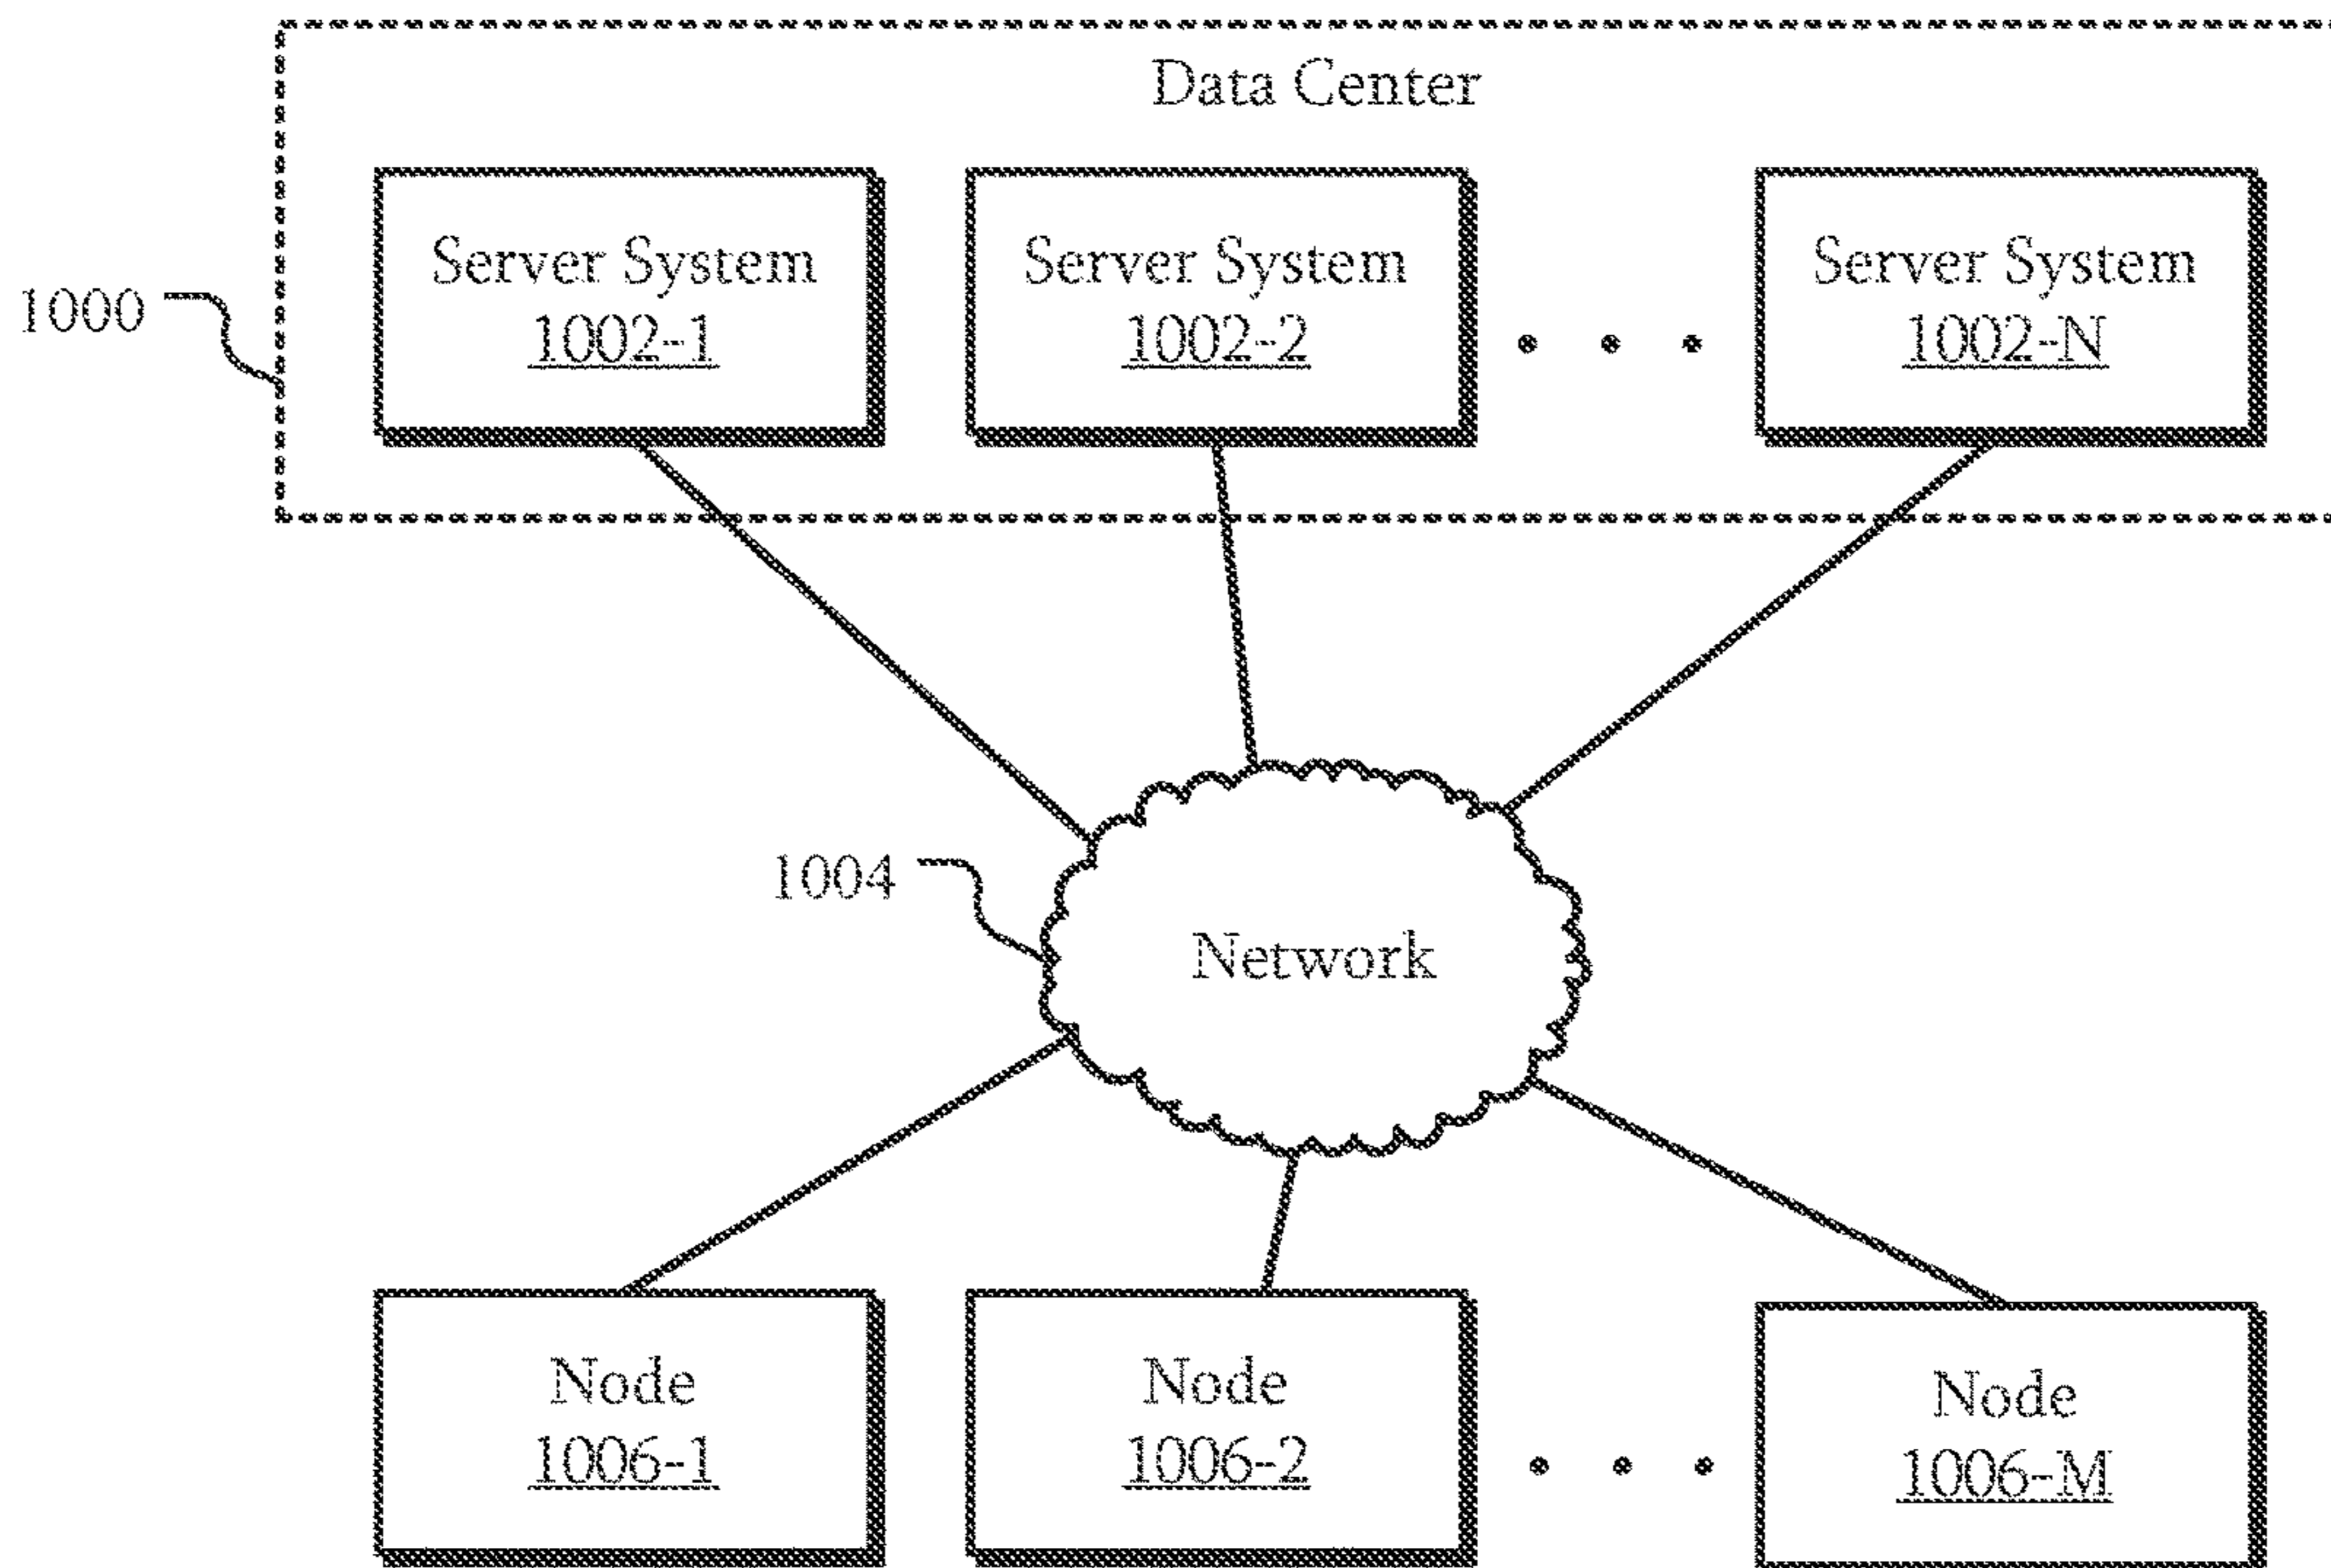 Data Center
Server System
1002-1
Server System
1002-2
Server System
1002-N
1000
1004
Network
Node
1006-1
Node
1006-2
Node
1006-M